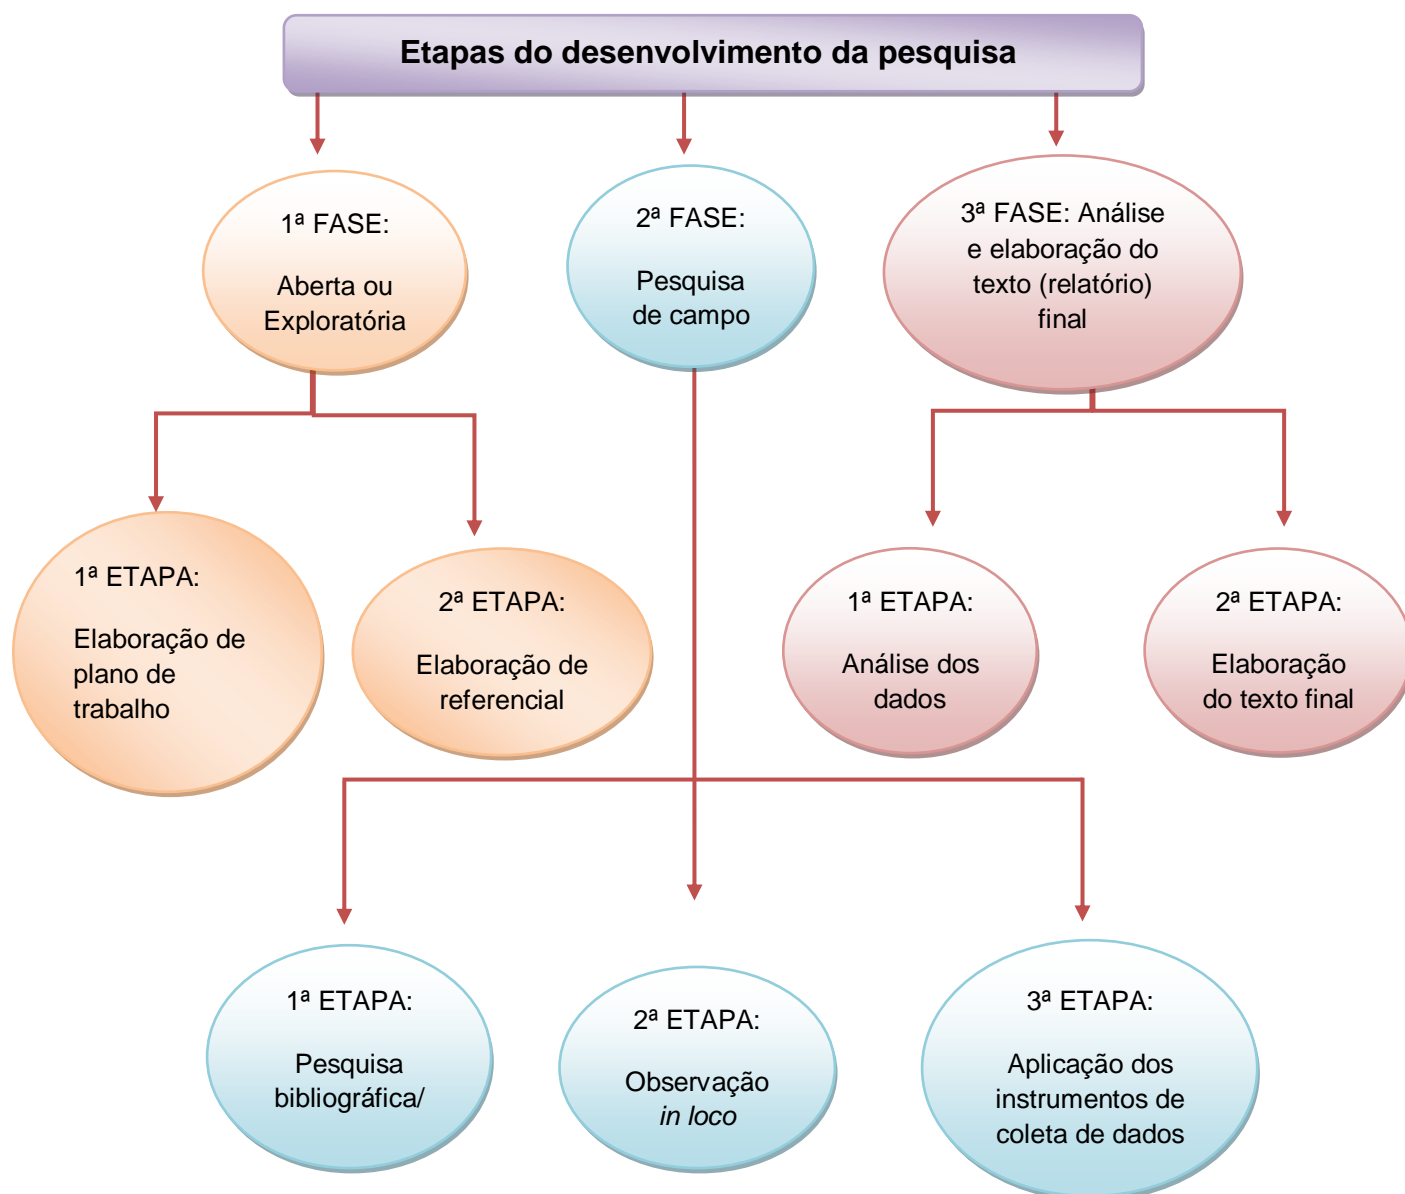 Etapas do desenvolvimento da pesquisa
1ª FASE:
Aberta ou
Exploratória
2ª FASE:
Pesquisa
de campo
3ª FASE: Análise
e elaboração do
texto (relatório)
final
1ª ETAPA:
Elaboração de
plano de
trabalho
2ª ETAPA:
Elaboração de
referencial
1ª ETAPA:
Análise dos
dados
2ª ETAPA:
Elaboração
do texto final
1ª ETAPA:
Pesquisa
bibliográfica/
2ª ETAPA:
Observação
in loco
3ª ETAPA:
Aplicação dos
instrumentos de
coleta de dados